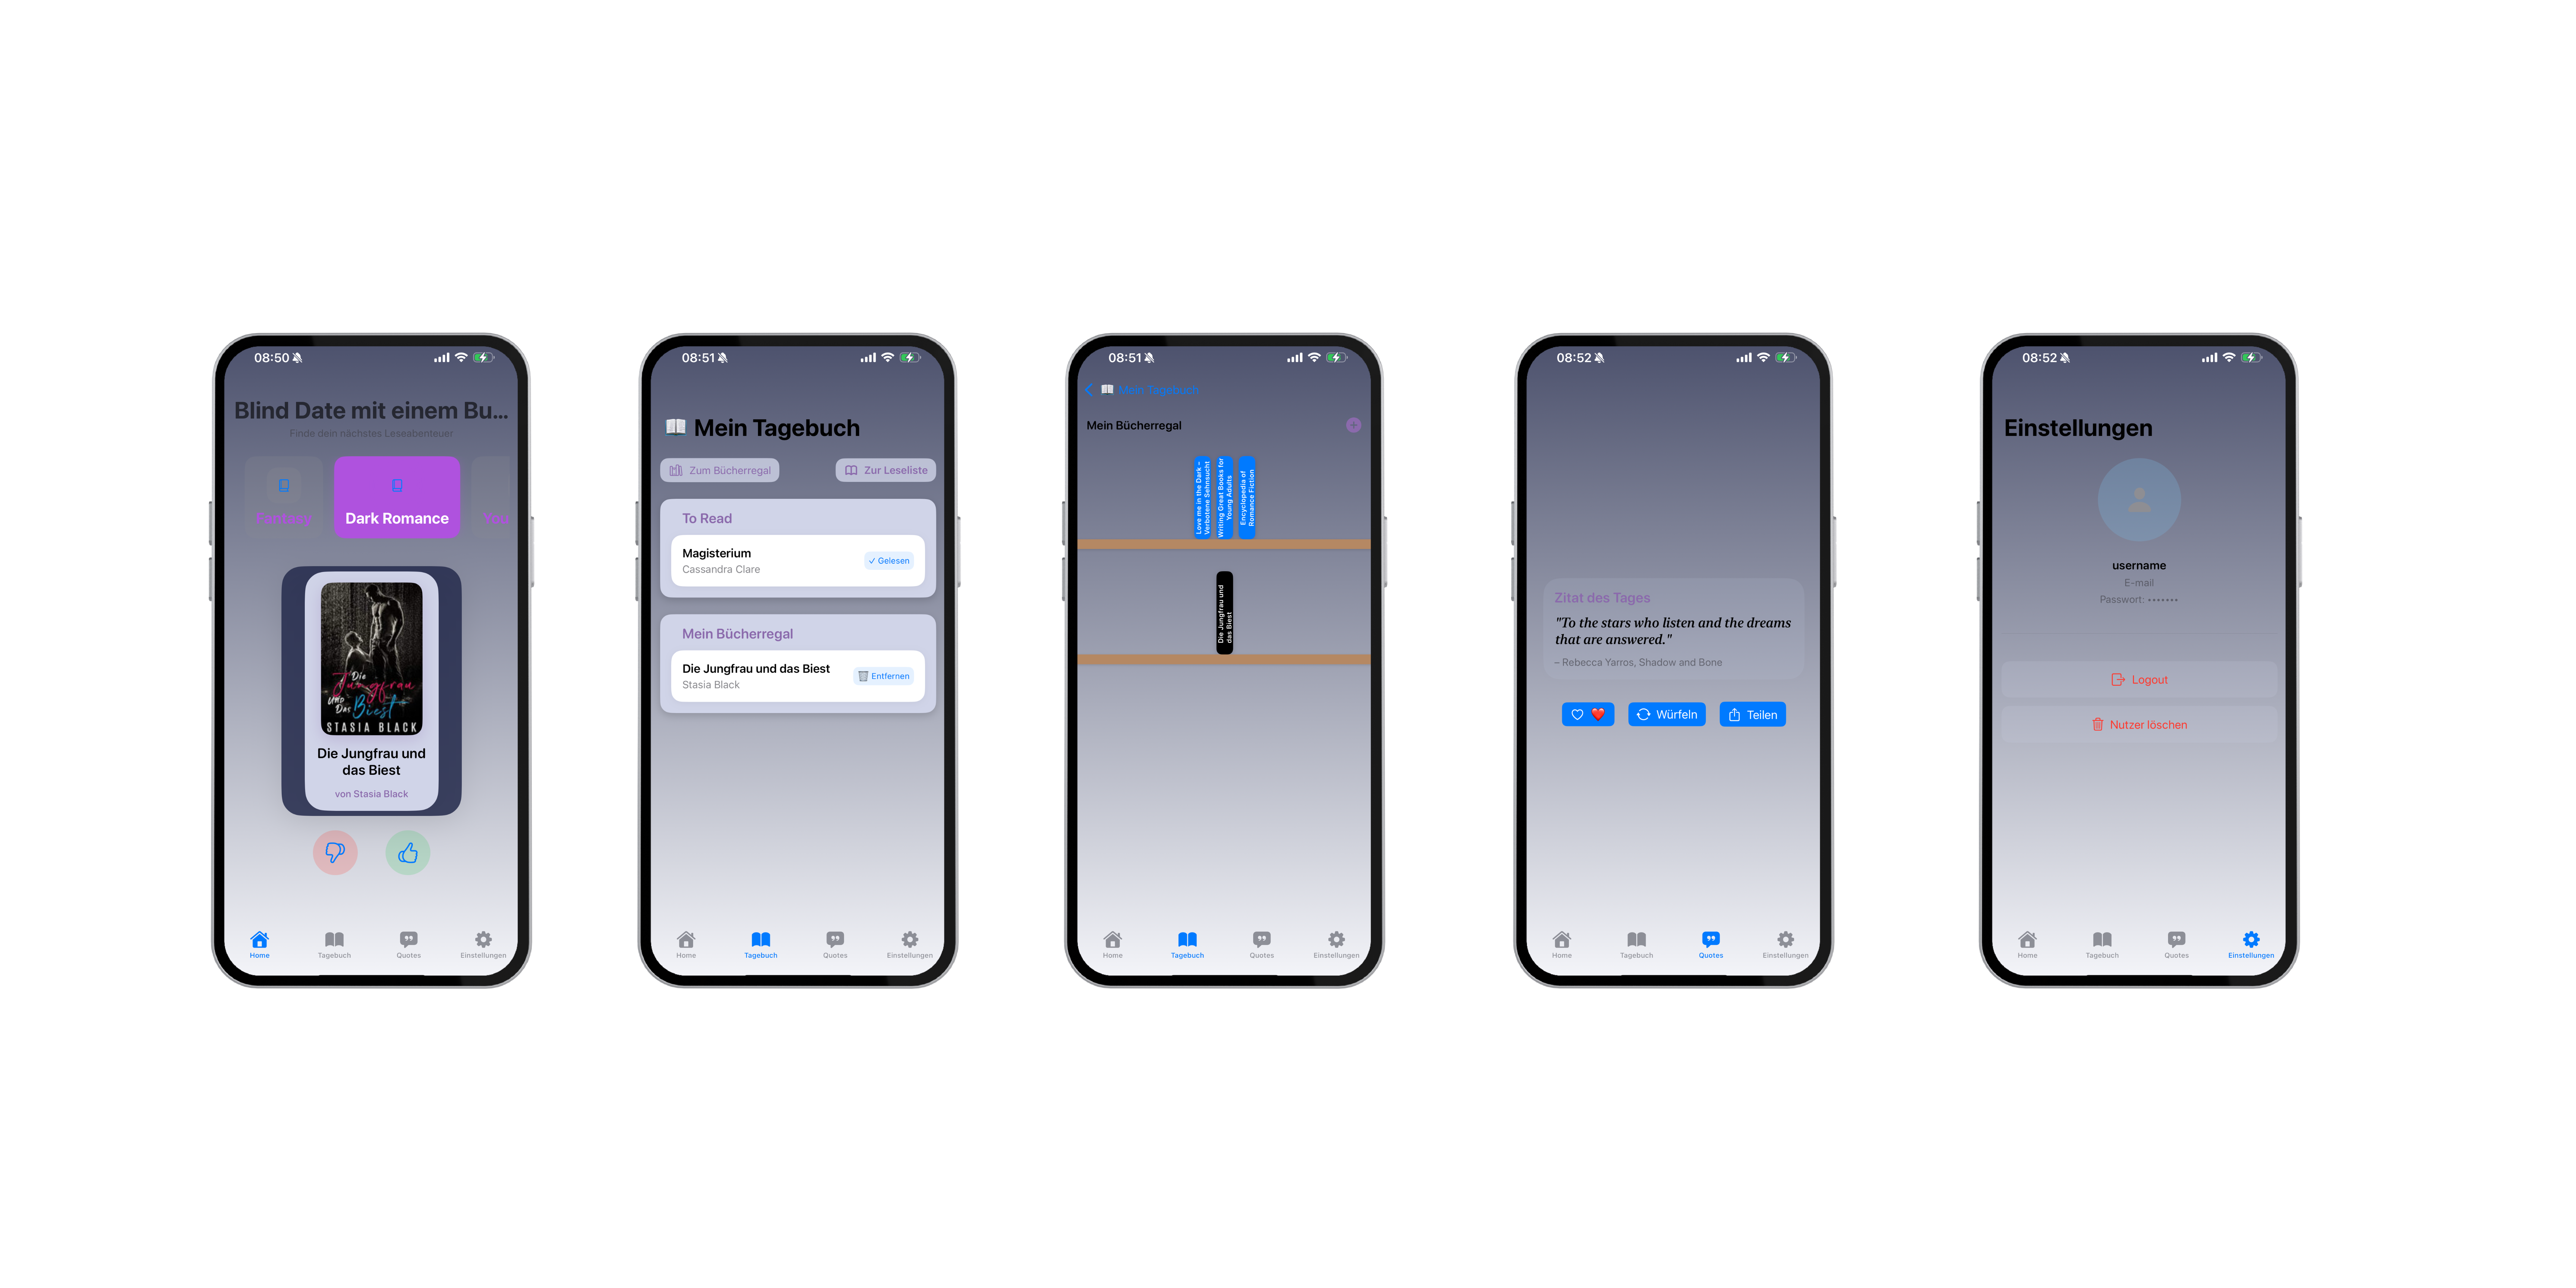 08:50
Blind Date mit einem Bu...
Finde dein nächstes Leseabenteuer
Fantasy
Dark Romance
You
Die
Jungfrau
Und
Das
Biest
STASIA BLACK
Die Jungfrau und
das Biest
von Stasia Black
Home
Tagebuch
Quotes
Einstellungen
08:51
📖 Mein Tagebuch
Zum Bücherregal
Zur Leseliste
To Read
Magisterium
Cassandra Clare
✓ Gelesen
Mein Bücherregal
Die Jungfrau und das Biest
Stasia Black
🗑️ Entfernen
Home
Tagebuch
Quotes
Einstellungen
08:51
📖 Mein Tagebuch
Mein Bücherregal
Love me in the Dark –
Verbotene Sehnsucht
Writing Great Books for
Young Adults
Encyclopedia of
Romance Fiction
Die Jungfrau und
das Biest
Home
Tagebuch
Quotes
Einstellungen
08:52
Zitat des Tages
"To the stars who listen and the dreams
that are answered."
– Rebecca Yarros, Shadow and Bone
❤️
Würfeln
Teilen
Home
Tagebuch
Quotes
Einstellungen
08:52
Einstellungen
username
E-mail
Passwort: •••••••
Logout
Nutzer löschen
Home
Tagebuch
Quotes
Einstellungen